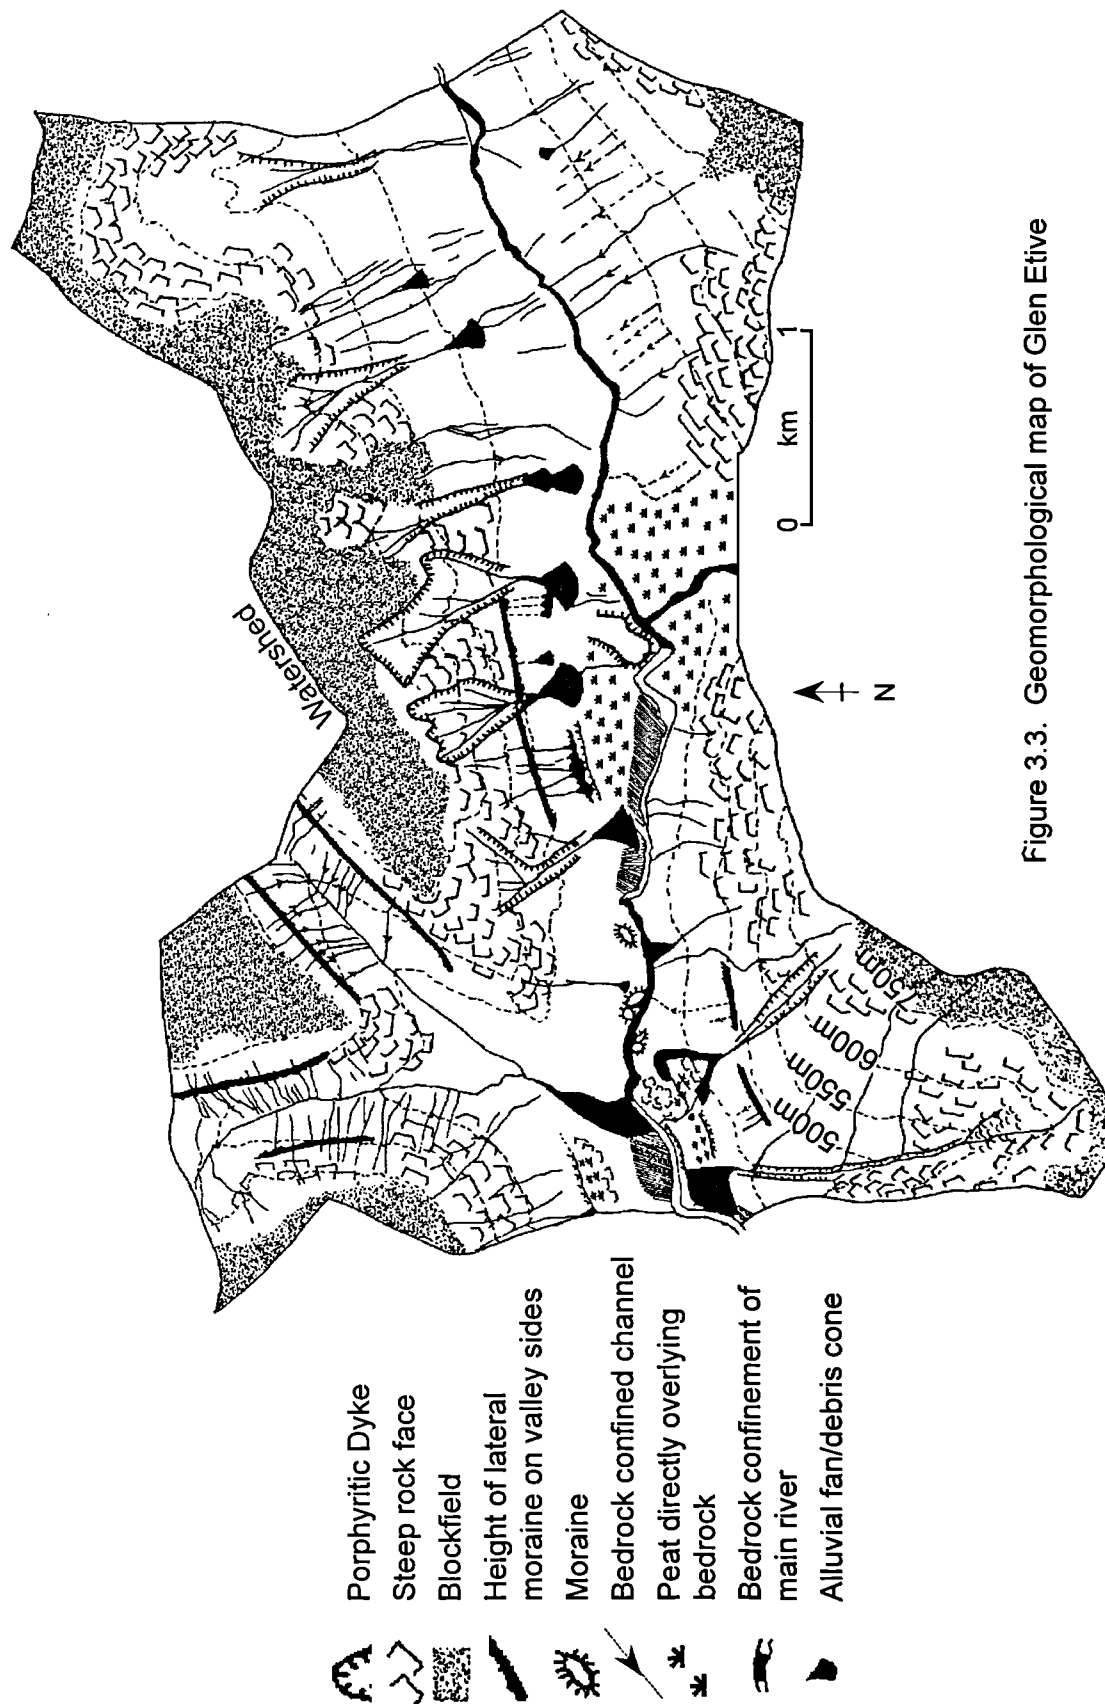 Watershed
750m
600m
550m
500m
0
km
1
N
Porphyritic Dyke
Steep rock face
Blockfield
Height of lateral
moraine on valley sides
Moraine
Bedrock confined channel
Peat directly overlying
bedrock
Bedrock confinement of
main river
Alluvial fan/debris cone
Figure 3.3. Geomorphological map of Glen Etive